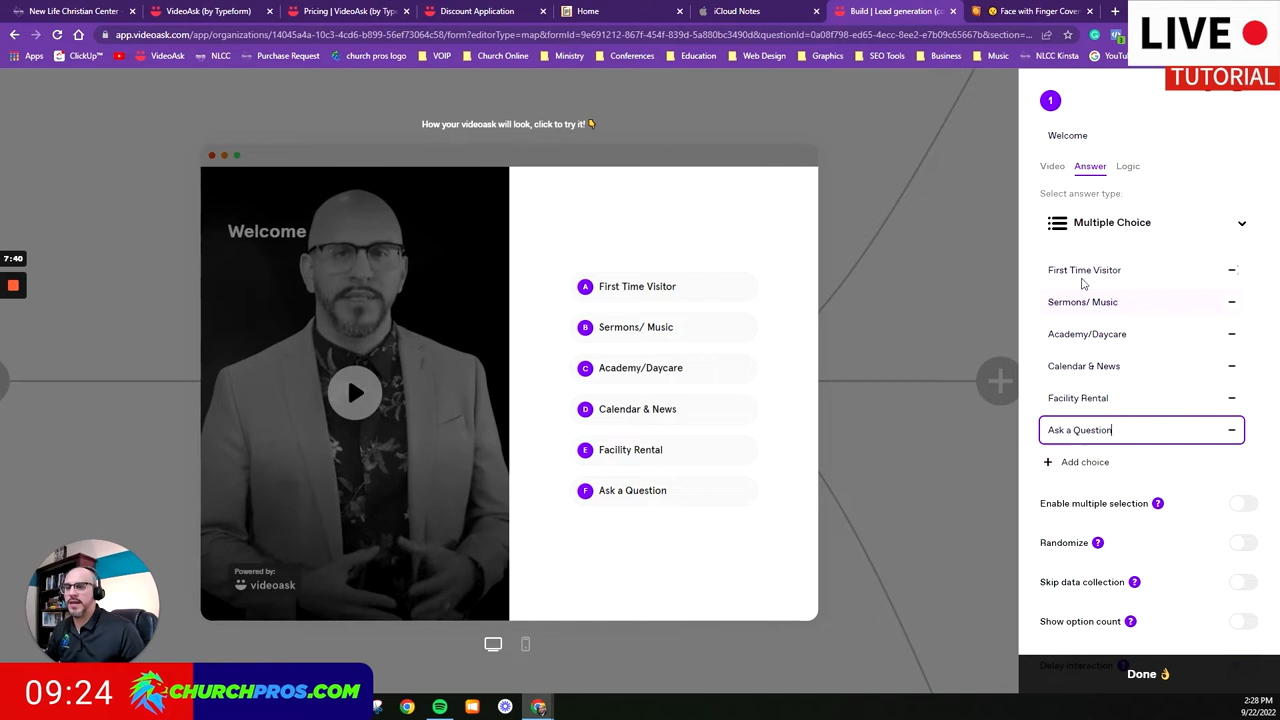 New Life Christian Center
VideoAsk (by Typeform)
Pricing | VideoAsk (by Ty
Discount Application
Home
iCloud Notes
Build | Lead generation (co
Face with Finger Cover
LIVE
TUTORIAL
app.videoask.com/app/organizations/14045a4a-10c3-4cd6-b899-56ef73064c56/form?editorType=map&formId=9e691212-867f-454f-839d-5a880bc3490d&questionId=0a08f798-ed65-4ecc-8ee2-e7b09c65667b&section=...
Apps
ClickUp™
VideoAsk
NLCC
Purchase Request
church pros logo
VOIP
Church Online
Ministry
Conferences
Education
Web Design
Graphics
SEO Tools
Business
Music
NLCC Kinsta
YouTu
How your videoask will look, click to try it! 👇
Welcome
A First Time Visitor
B Sermons/ Music
C Academy/Daycare
D Calendar & News
E Facility Rental
F Ask a Question
Powered by:
videoask
1
Welcome
Video Answer Logic
Select answer type:
Multiple Choice
First Time Visitor
Sermons/ Music
Academy/Daycare
Calendar & News
Facility Rental
Ask a Question
+ Add choice
Enable multiple selection ?
Randomize ?
Skip data collection ?
Show option count ?
Delay interaction ?
Done 👌
7:40
09:24
CHURCHPROS.COM
2:28 PM
9/22/2022